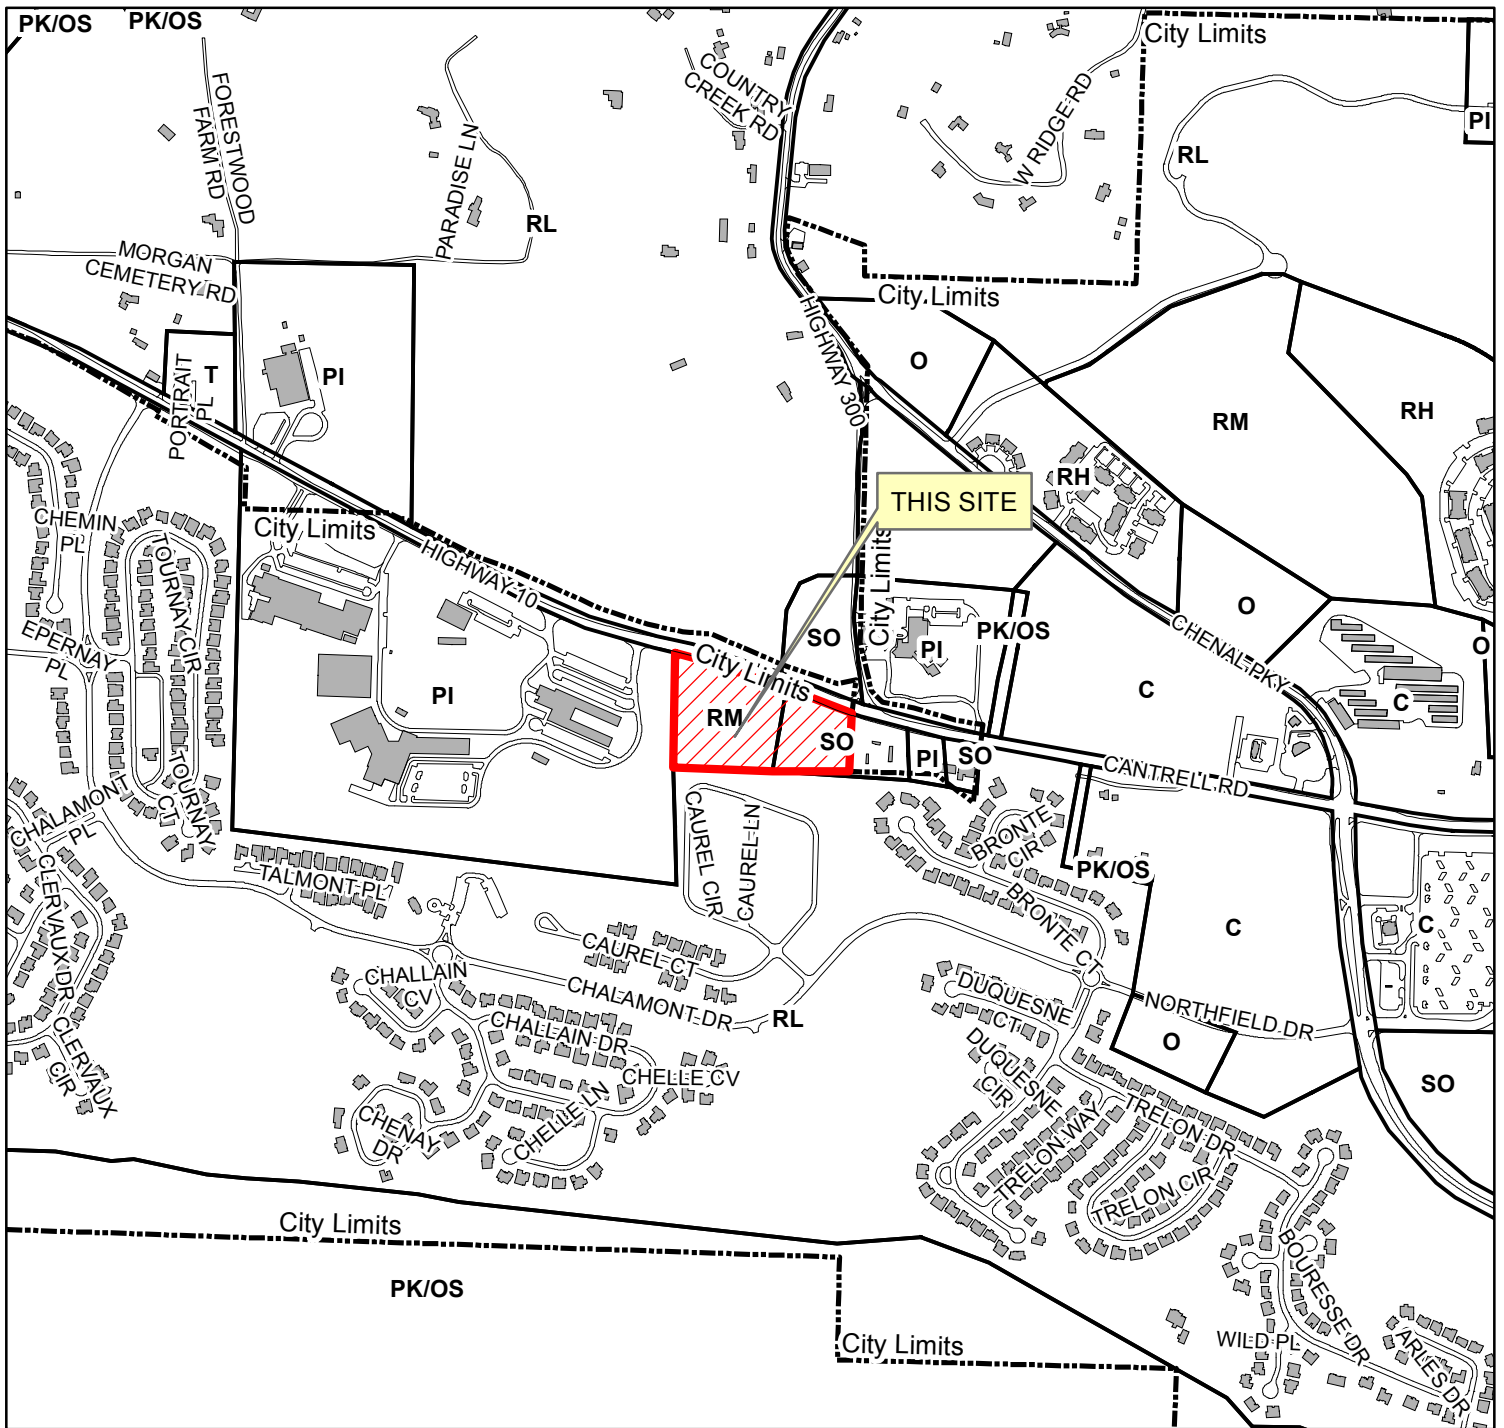 PK/OS
PK/OS
City Limits
COUNTRY
CREEK RD
FORESTWOOD
FARM RD
PARADISE LN
W RIDGE RD
PI
RL
RL
MORGAN
CEMETERY RD
City Limits
HIGHWAY 300
O
PORTRAIT
PL
T
PI
RM
RH
RH
THIS SITE
CHEMIN
PL
City Limits
HIGHWAY 10
TOURNAY CIR
City Limits
EPERNAY
PL
SO
PI
PK/OS
O
CHENAL PKY
O
City Limits
PI
RM
SO
C
C
PI
SO
CANTRELL RD
TOURNAY
CT
CHALAMONT
PL
CAUREL CIR
CAUREL LN
BRONTE
CIR
PK/OS
TALMONT PL
CLERVAUX DR
BRONTE CT
C
C
CAUREL CT
CHALLAIN
CV
CHALAMONT DR
DUQUESNE
CT
NORTHFIELD DR
RL
CHALLAIN DR
O
CLERVAUX
CIR
CHELLE CV
DUQUESNE
CIR
SO
CHELLE LN
CHENAY
DR
TRELON WAY
TRELON DR
TRELON CIR
City Limits
BOURESSE DR
PK/OS
City Limits
WILD PL
ARLES DR